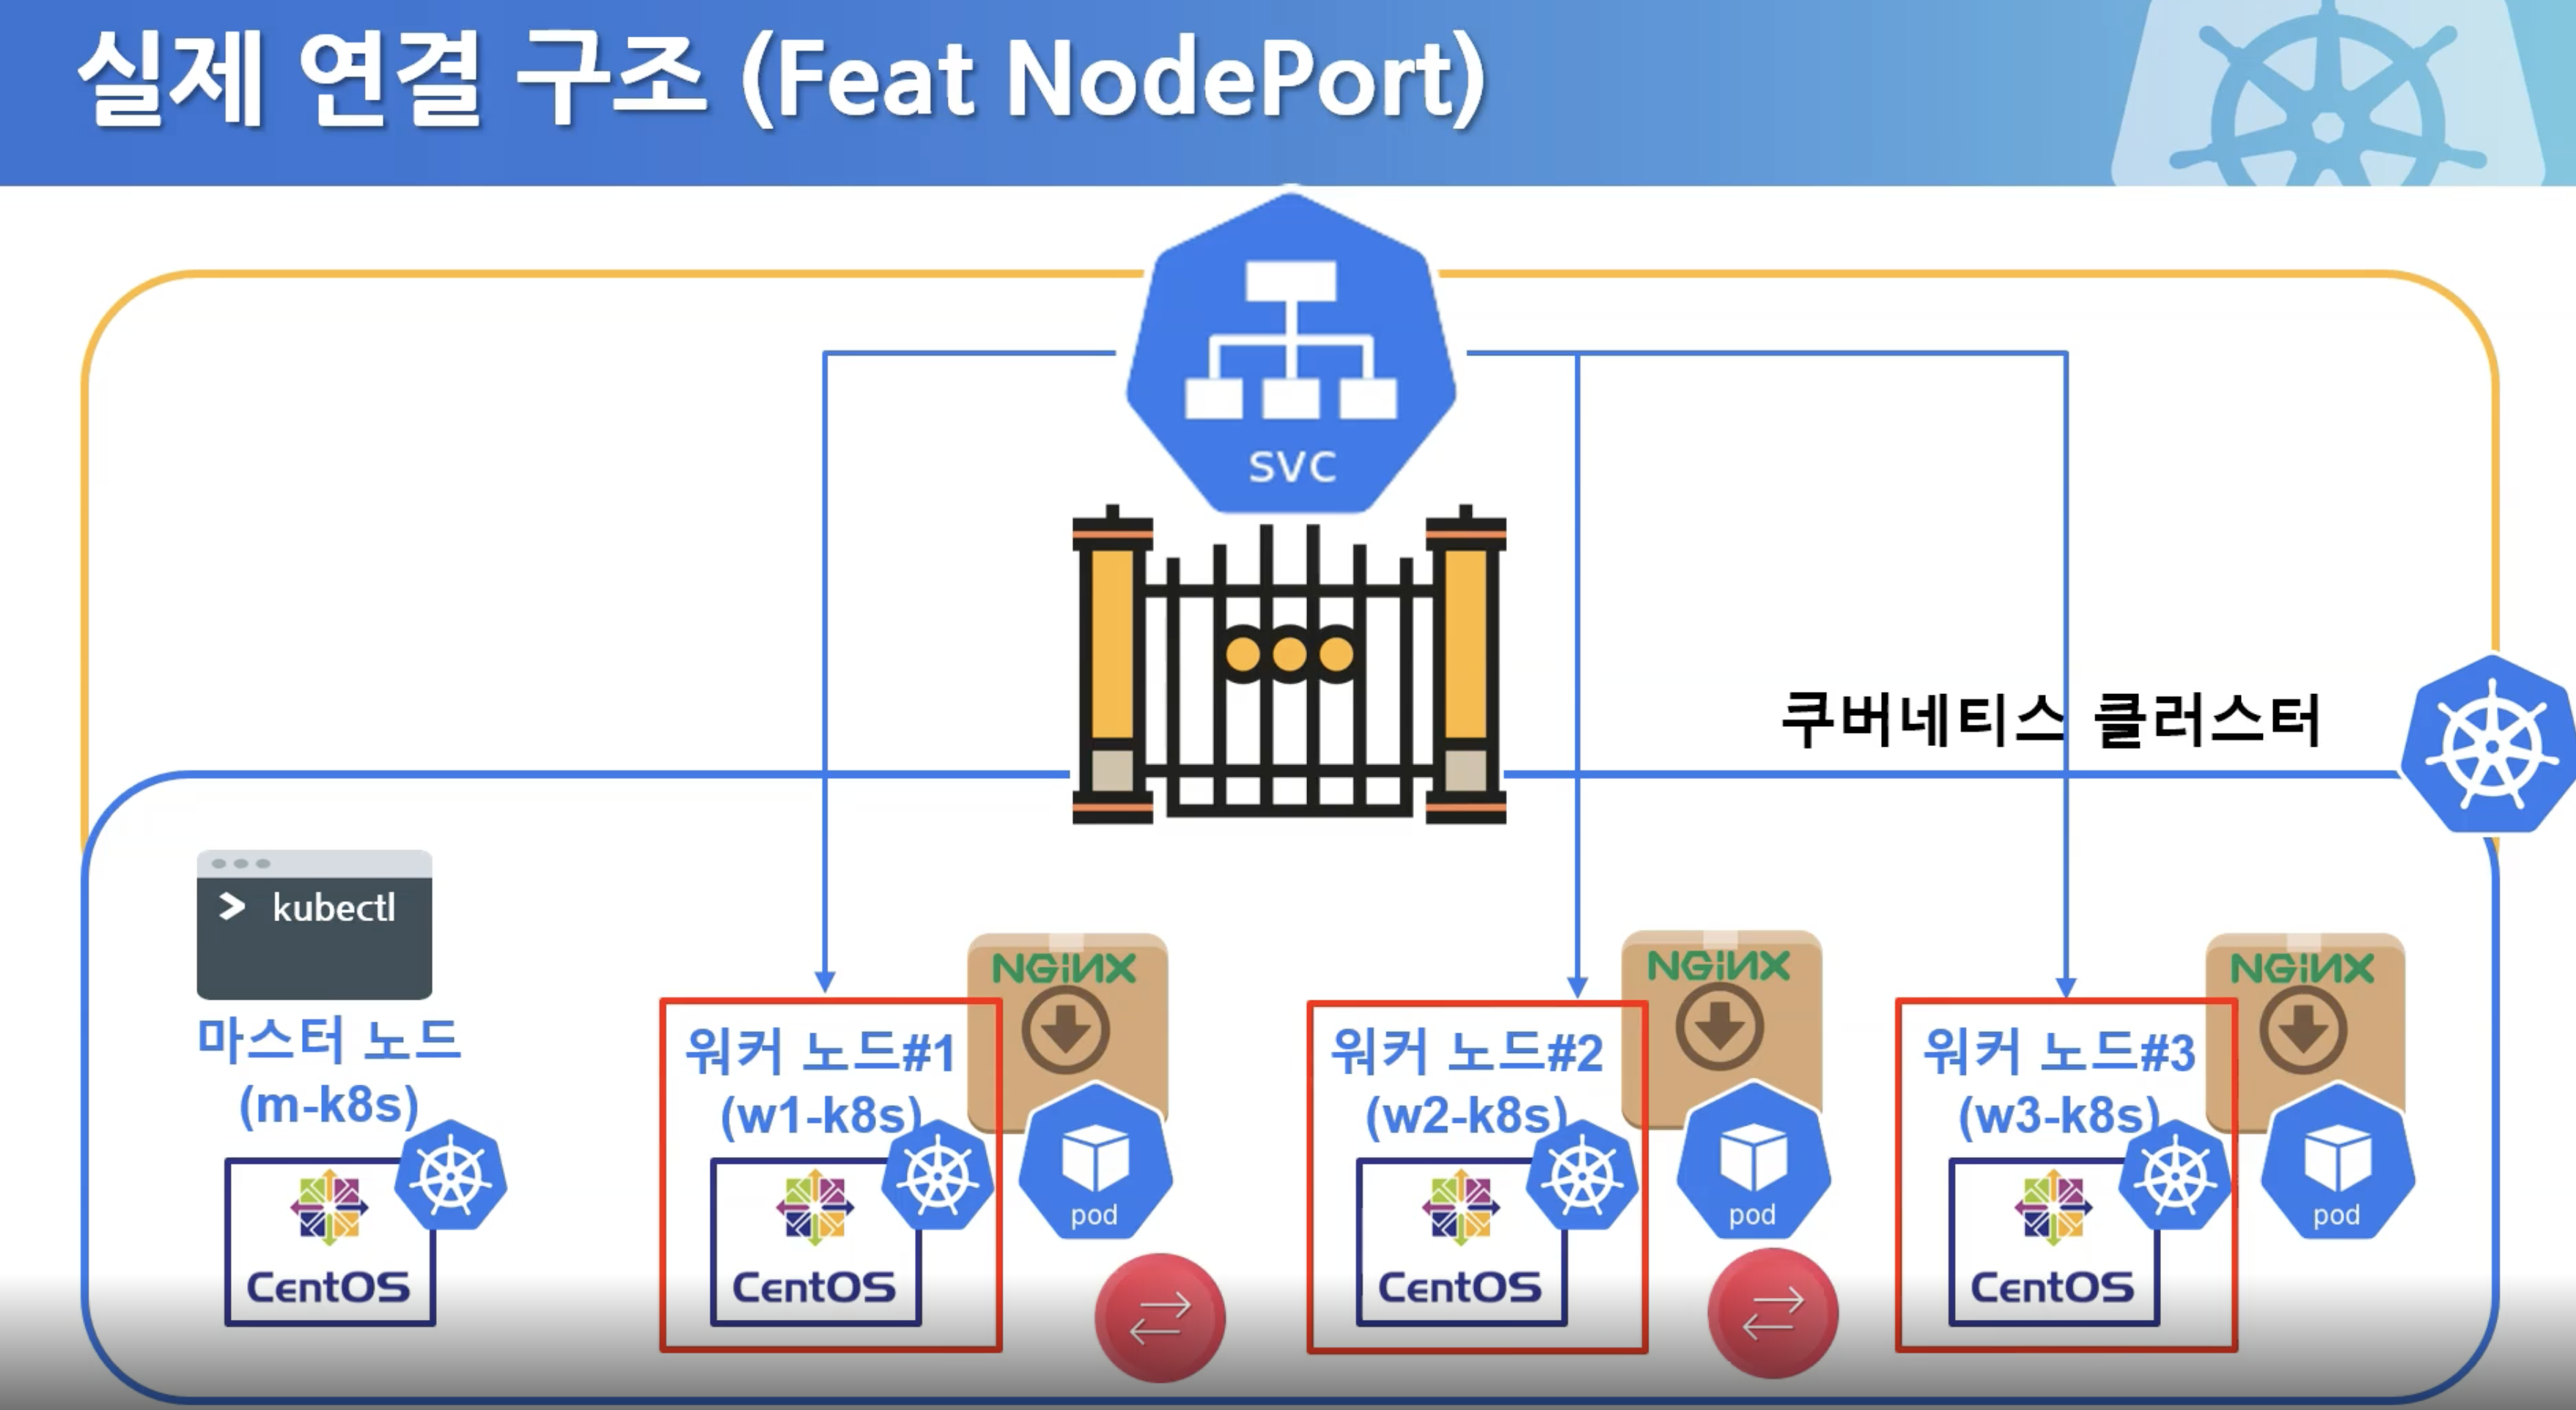 실제 연결 구조 (Feat NodePort)
SVC
쿠버네티스 클러스터
> kubectl
마스터 노드
(m-k8s)
CentOS
워커 노드#1
(w1-k8s)
CentOS
NGiNX
pod
워커 노드#2
(w2-k8s)
CentOS
NGiNX
pod
워커 노드#3
(w3-k8s)
CentOS
NGiNX
pod